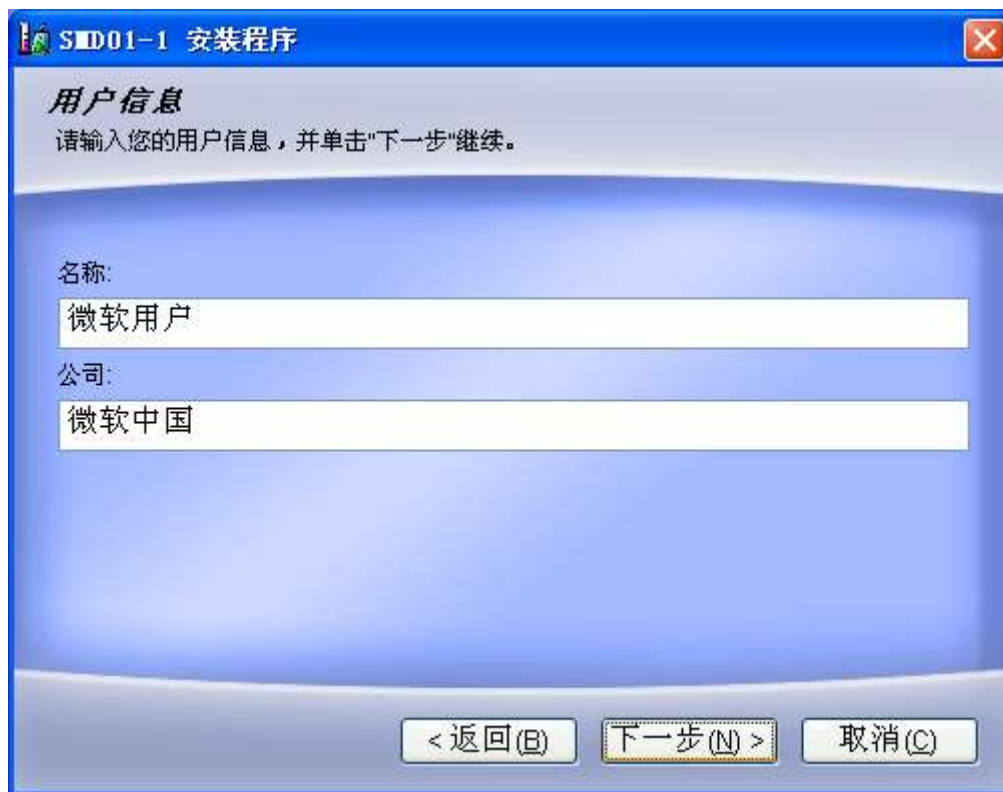 SMD01-1 安装程序
用户信息
请输入您的用户信息，并单击"下一步"继续。
名称:
微软用户
公司:
微软中国
< 返回(B) 下一步(N) > 取消(C)